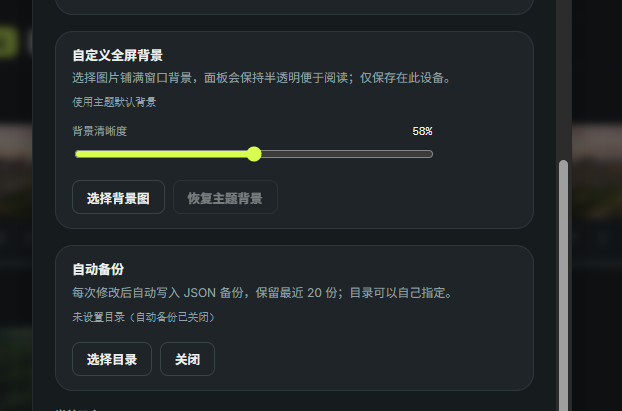 自定义全屏背景
选择图片铺满窗口背景，面板会保持半透明便于阅读；仅保存在此设备。
使用主题默认背景
背景清晰度 58%
选择背景图 恢复主题背景
自动备份
每次修改后自动写入 JSON 备份，保留最近 20 份；目录可以自己指定。
未设置目录（自动备份已关闭）
选择目录 关闭